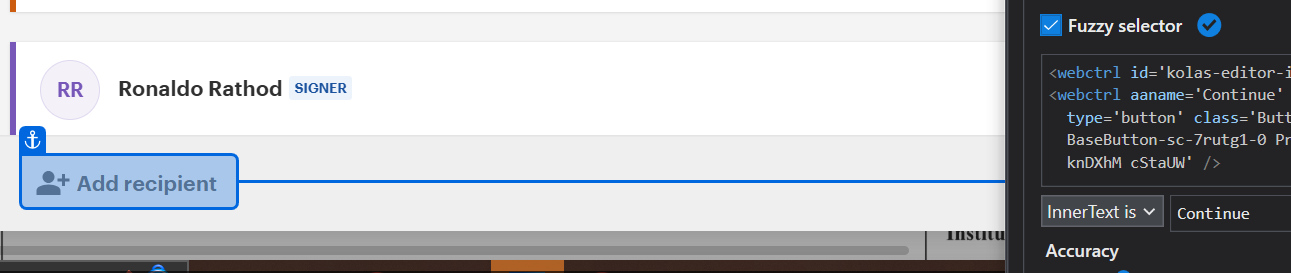 Fuzzy selector
RR
Ronaldo Rathod SIGNER
<webctrl id='kolas-editor-i
<webctrl aaname='Continue'
type='button' class='Butt
BaseButton-sc-7rutg1-0 Pr
knDXhM cStaUW' />
Add recipient
InnerText is
Continue
Institu
Accuracy